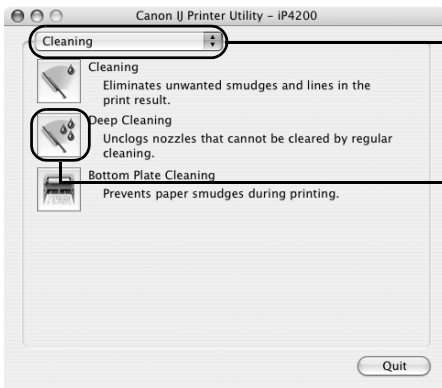 Canon IJ Printer Utility – iP4200
Cleaning
Cleaning
Eliminates unwanted smudges and lines in the
print result.
Deep Cleaning
Unclogs nozzles that cannot be cleared by regular
cleaning.
Bottom Plate Cleaning
Prevents paper smudges during printing.
Quit